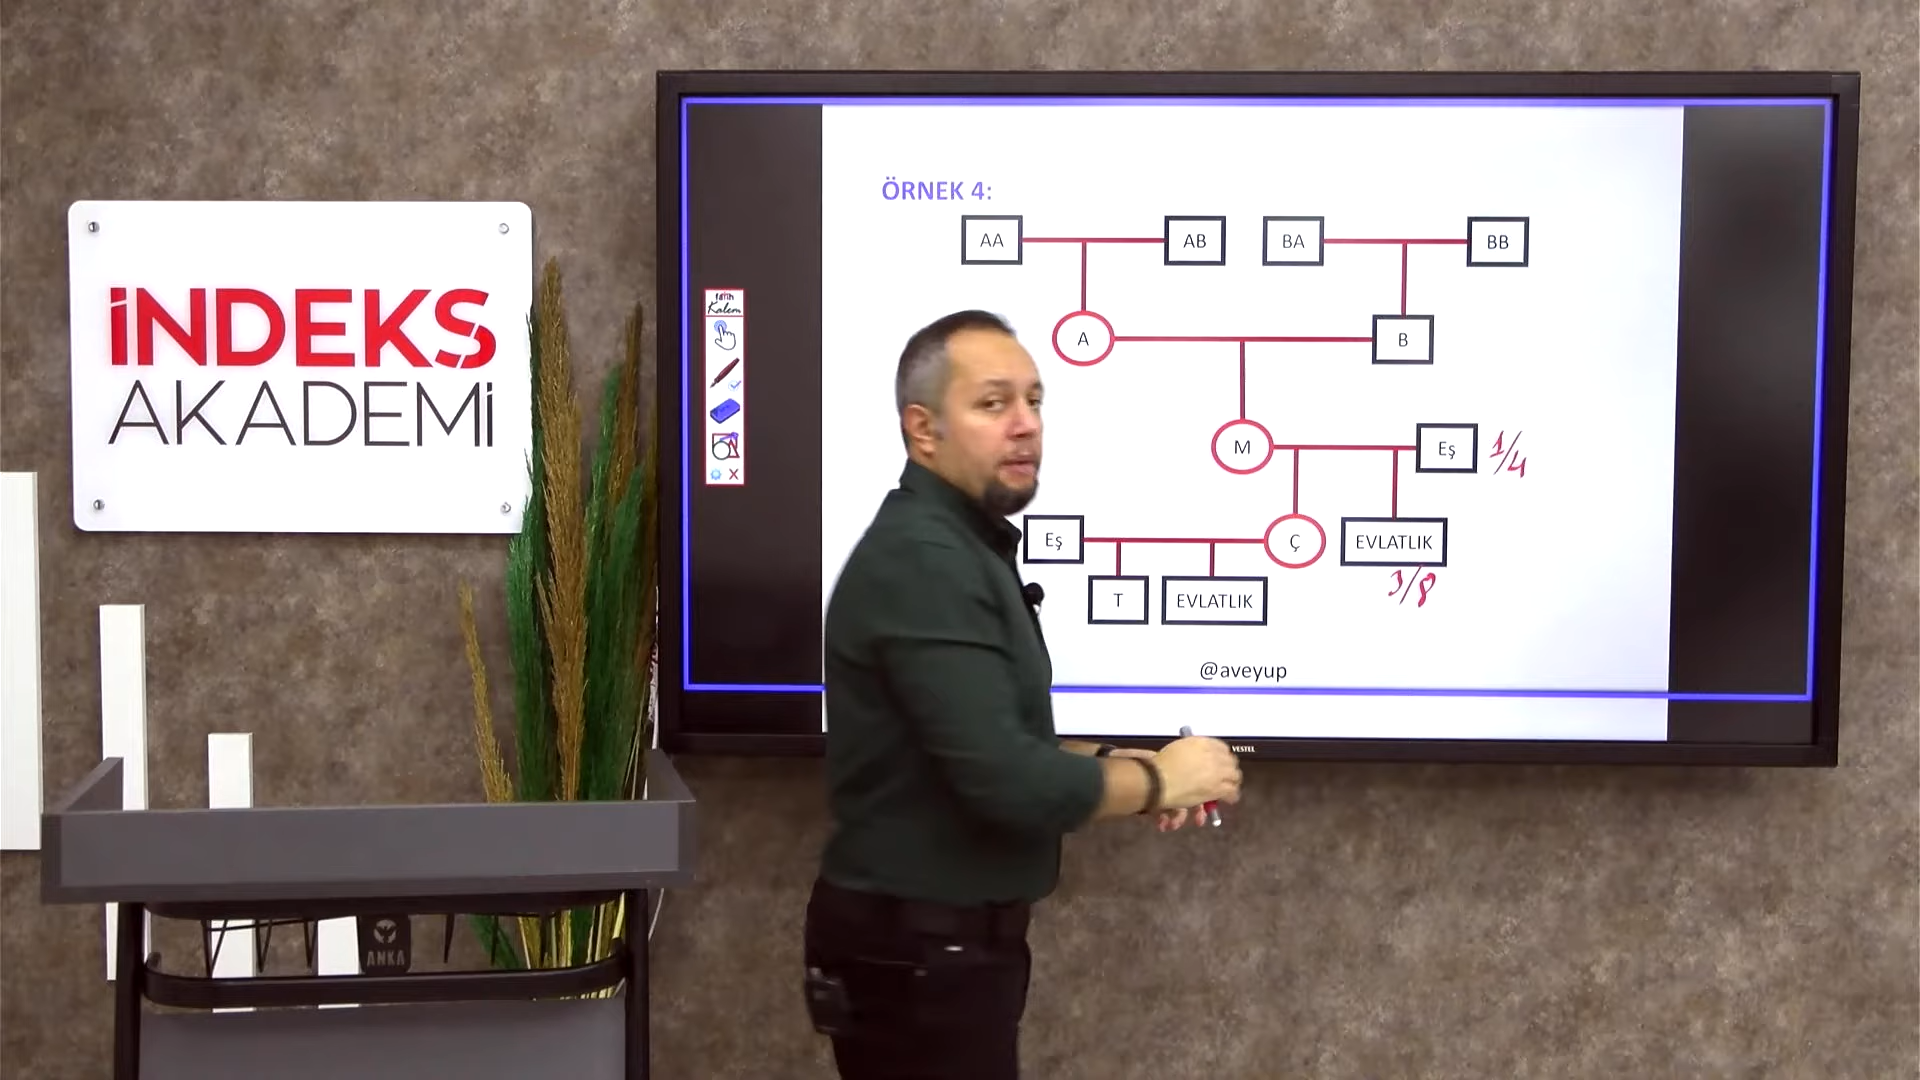 İNDEKS
AKADEMİ
ÖRNEK 4:
AA
AB
BA
BB
Kalem
A
B
M
Eş
1/4
Eş
Ç
EVLATLIK
3/8
T
EVLATLIK
@aveyup
VESTEL
ANKA